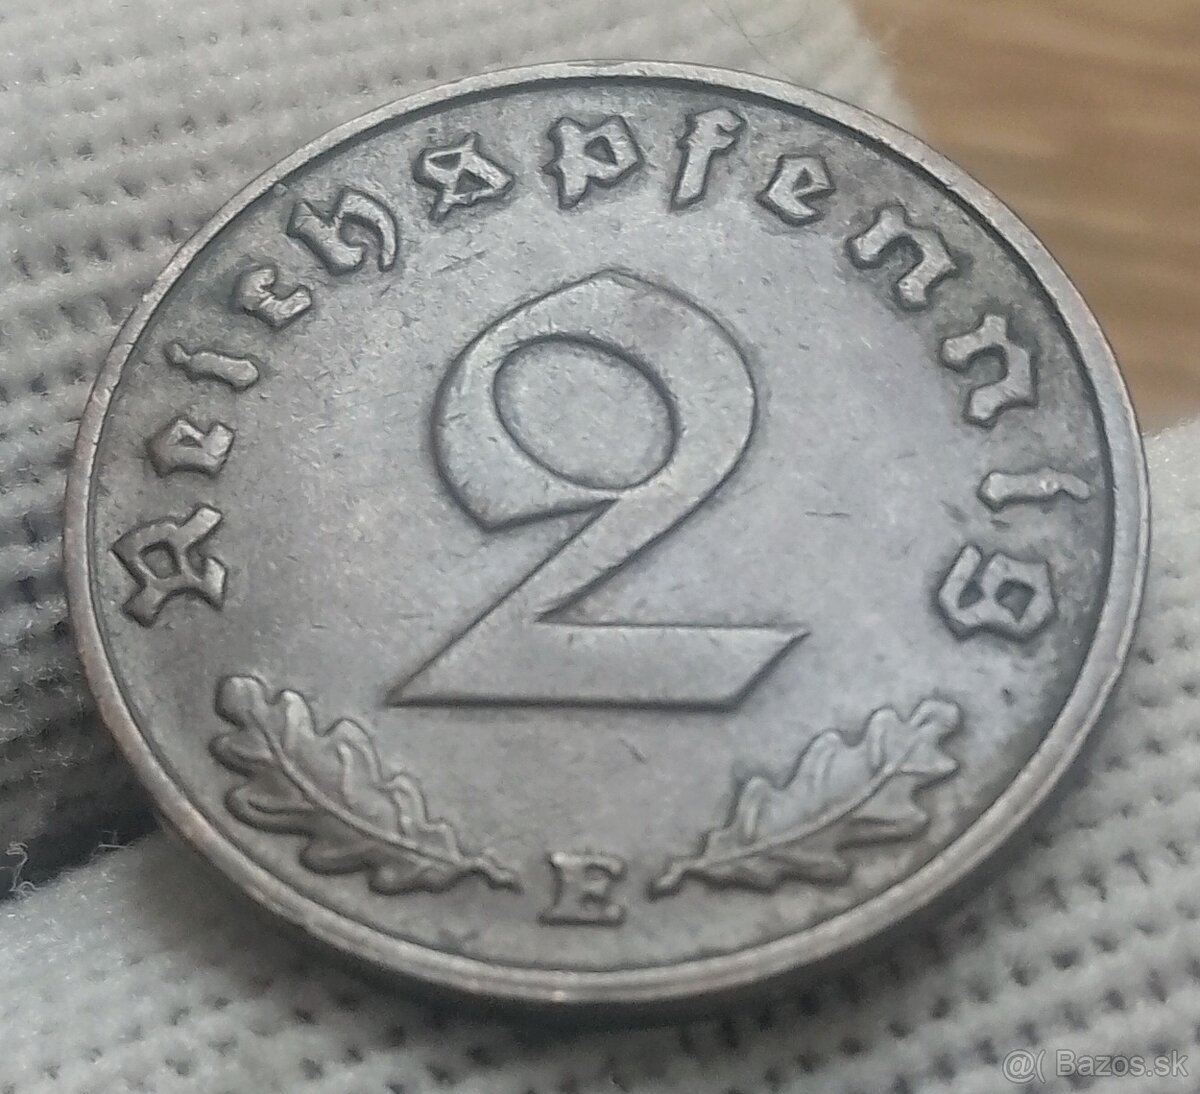 Reichspfennig
2
E
@( Bazos.sk